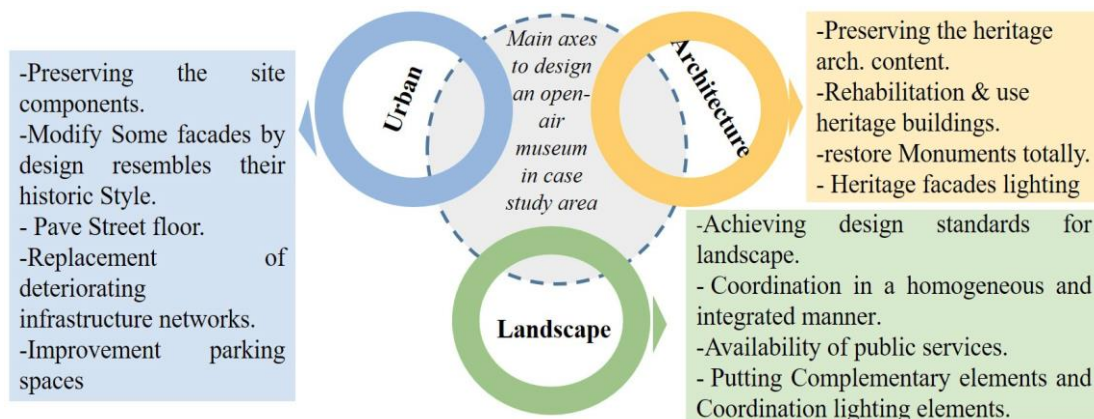 -Preserving the site
components.
-Modify Some facades by
design resembles their
historic Style.
- Pave Street floor.
-Replacement of
deteriorating
infrastructure networks.
-Improvement parking
spaces
Urban
Main axes
to design
an open-
air
museum
in case
study area
Architecture
-Preserving the heritage
arch. content.
-Rehabilitation & use
heritage buildings.
-restore Monuments totally.
- Heritage facades lighting
Landscape
-Achieving design standards for
landscape.
- Coordination in a homogeneous and
integrated manner.
-Availability of public services.
- Putting Complementary elements and
Coordination lighting elements.